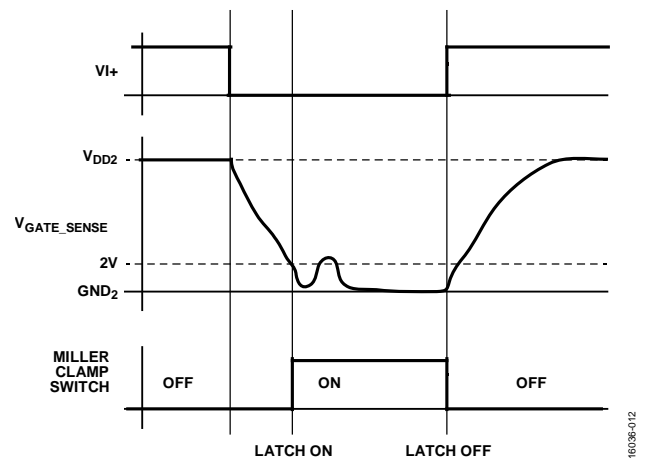 VI+
VDD2
VGATE_SENSE
2V
GND2
MILLER
CLAMP
SWITCH
OFF
ON
OFF
LATCH ON
LATCH OFF
16036-012